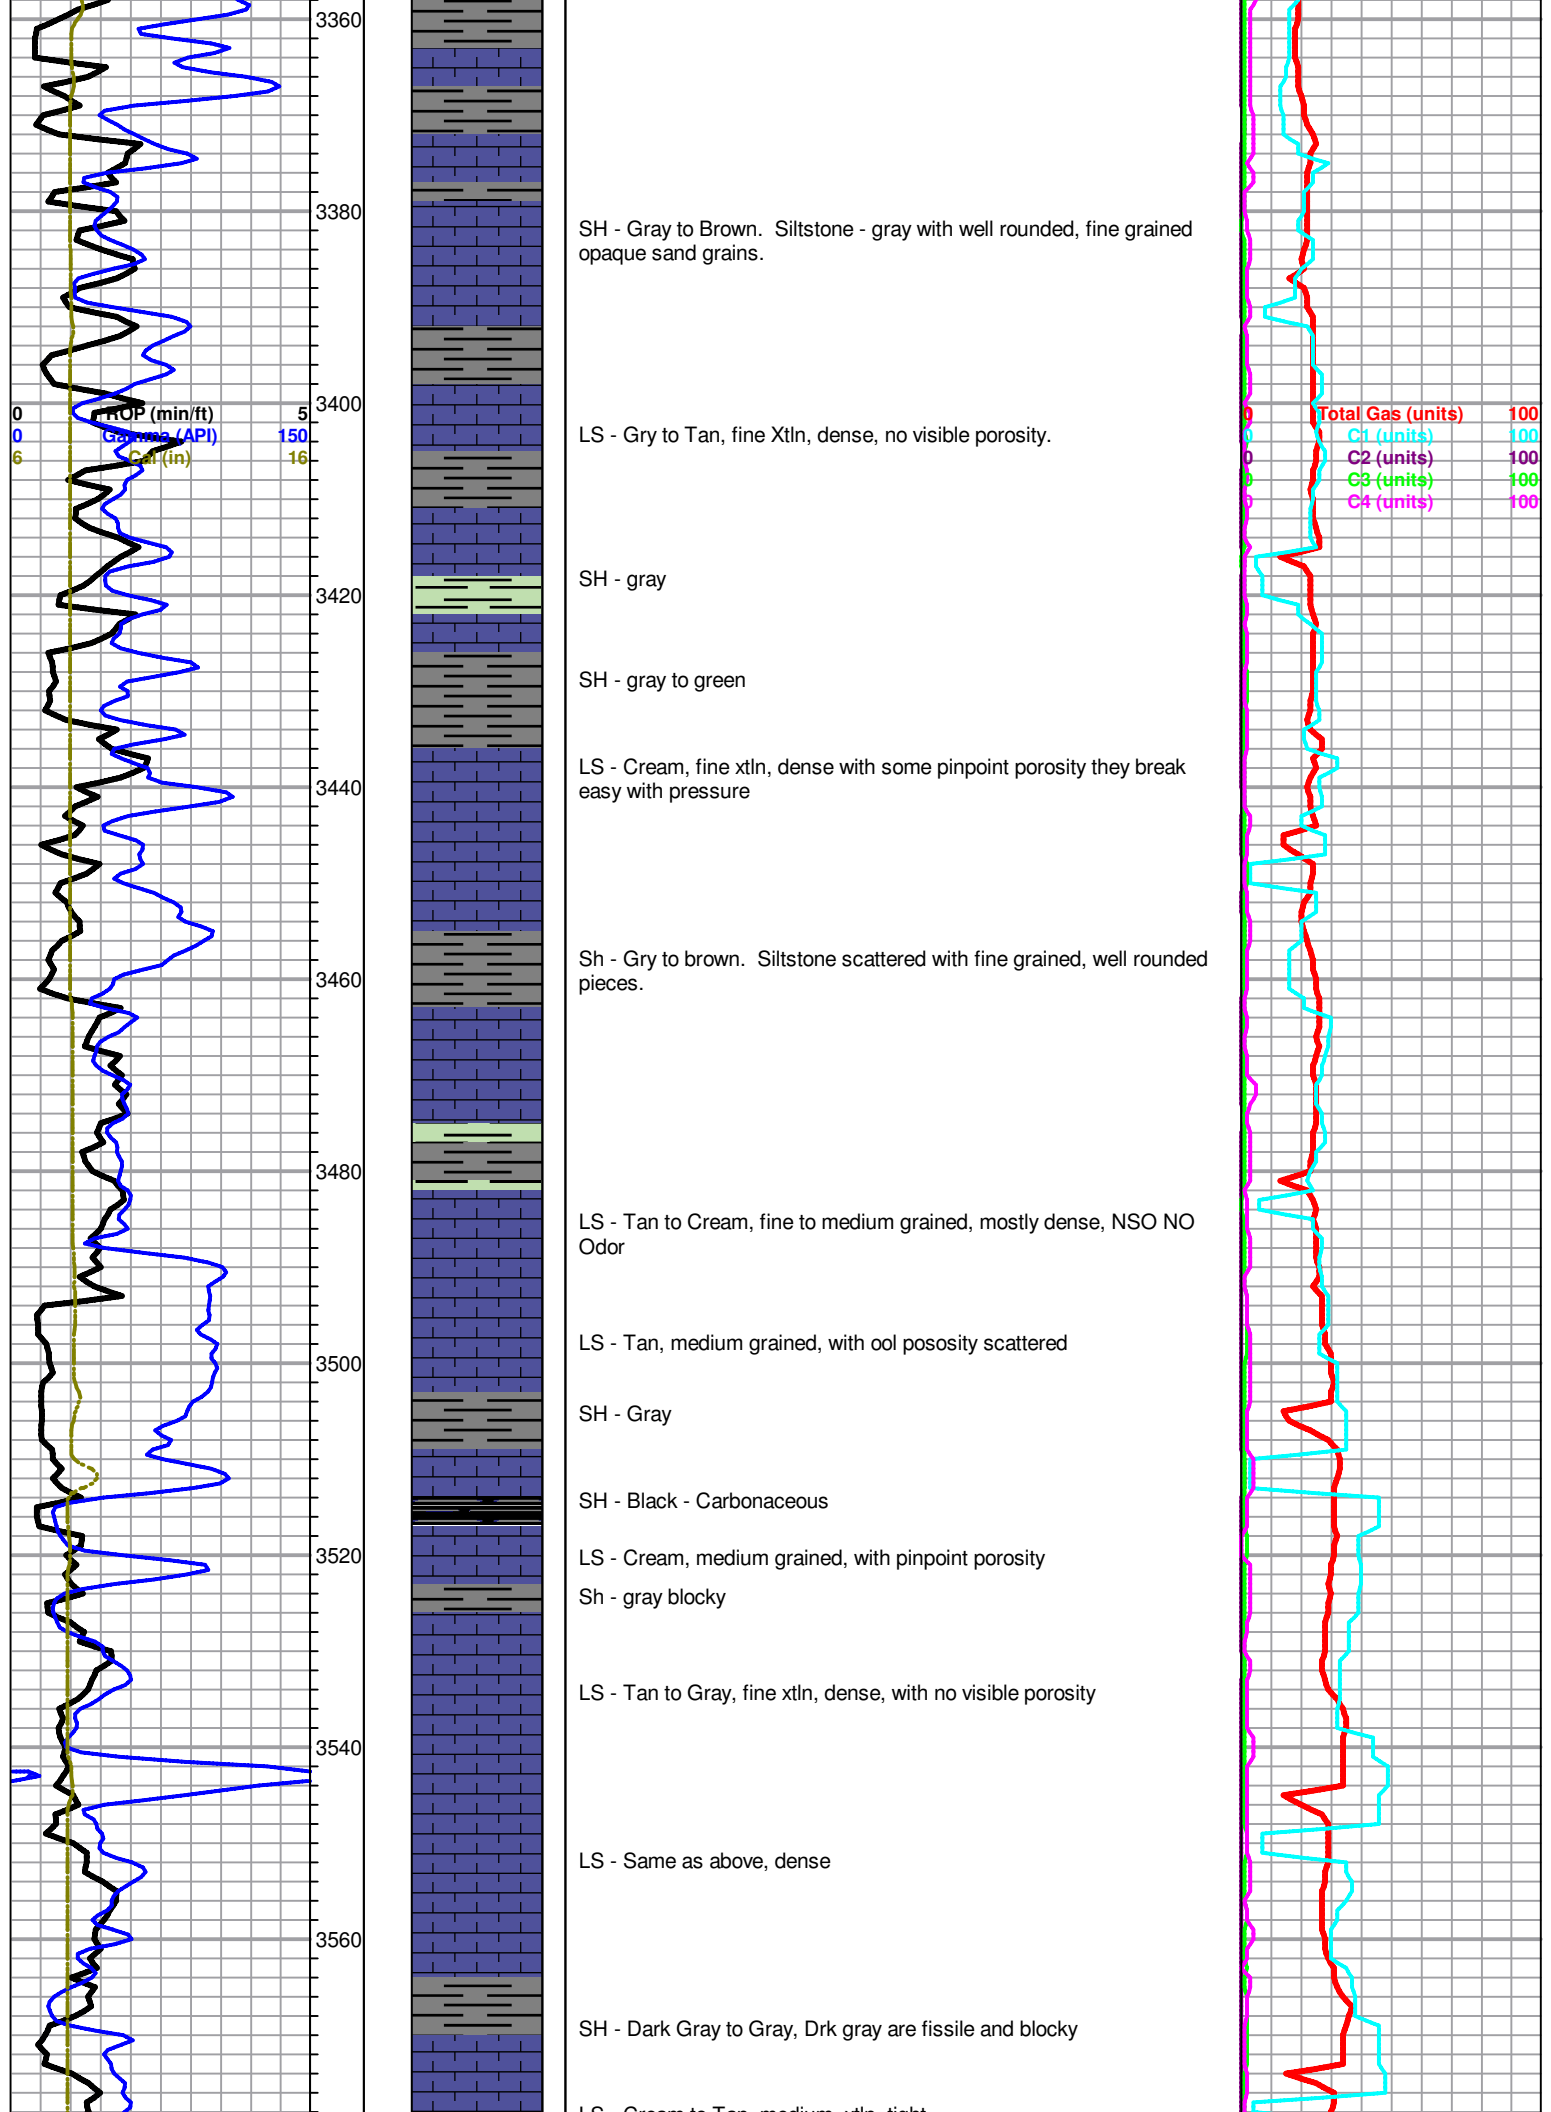 3360
3380
SH - Gray to Brown.  Siltstone - gray with well rounded, fine grained
opaque sand grains.
3400
0 ROP (min/ft) 5
0 Gamma (API) 150
6 Cal (in) 16
0 Total Gas (units) 100
0 C1 (units) 100
0 C2 (units) 100
0 C3 (units) 100
0 C4 (units) 100
LS - Gry to Tan, fine Xtln, dense, no visible porosity.
SH - gray
3420
SH - gray to green
LS - Cream, fine xtln, dense with some pinpoint porosity they break
easy with pressure
3440
Sh - Gry to brown.  Siltstone scattered with fine grained, well rounded
pieces.
3460
3480
LS - Tan to Cream, fine to medium grained, mostly dense, NSO NO
Odor
LS - Tan, medium grained, with ool pososity scattered
3500
SH - Gray
SH - Black - Carbonaceous
3520
LS - Cream, medium grained, with pinpoint porosity
Sh - gray blocky
LS - Tan to Gray, fine xtln, dense, with no visible porosity
3540
LS - Same as above, dense
3560
SH - Dark Gray to Gray, Drk gray are fissile and blocky
LS - Cream to Tan, medium, xtln, tight